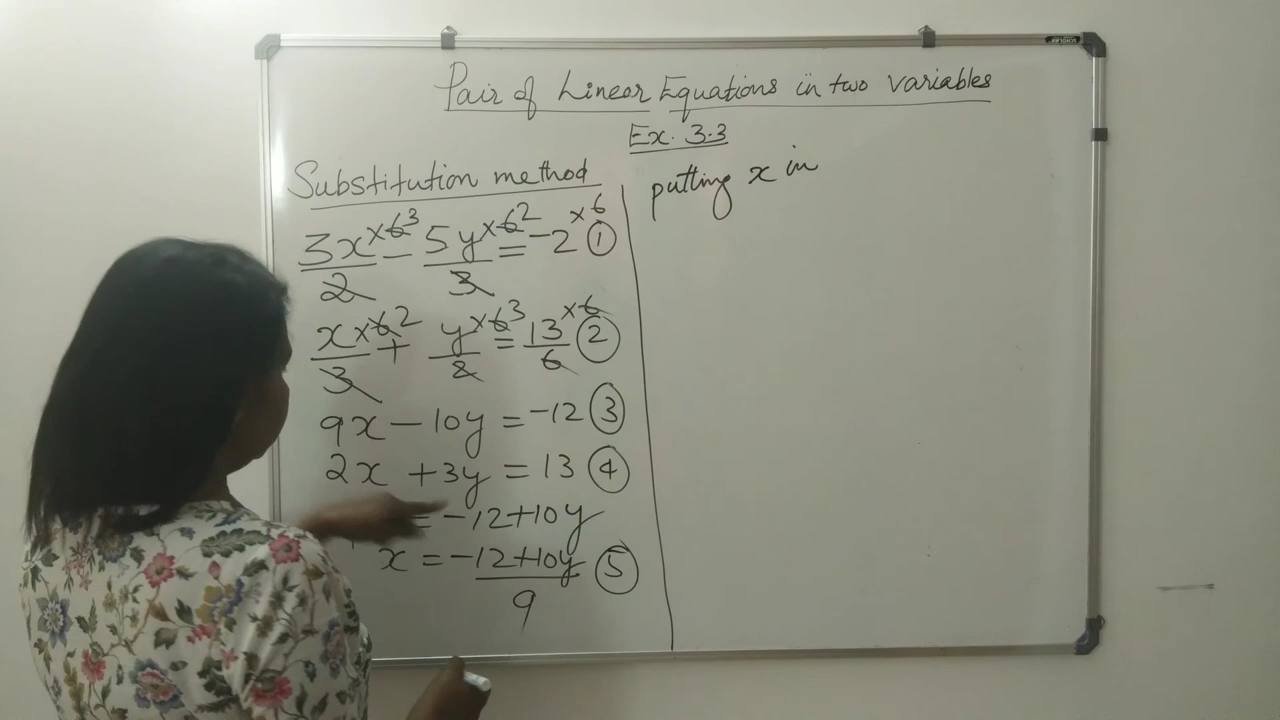 Pair of Linear Equations in two variables
Ex. 3.3
Substitution method
3x×6³/2 - 5y×6²/3 = -2×6 ①
x×6²/3 + y×6³/2 = 13×6/6 ②
9x - 10y = -12 ③
2x + 3y = 13 ④
= -12+10y
x = -12+10y/9 ⑤
putting x in